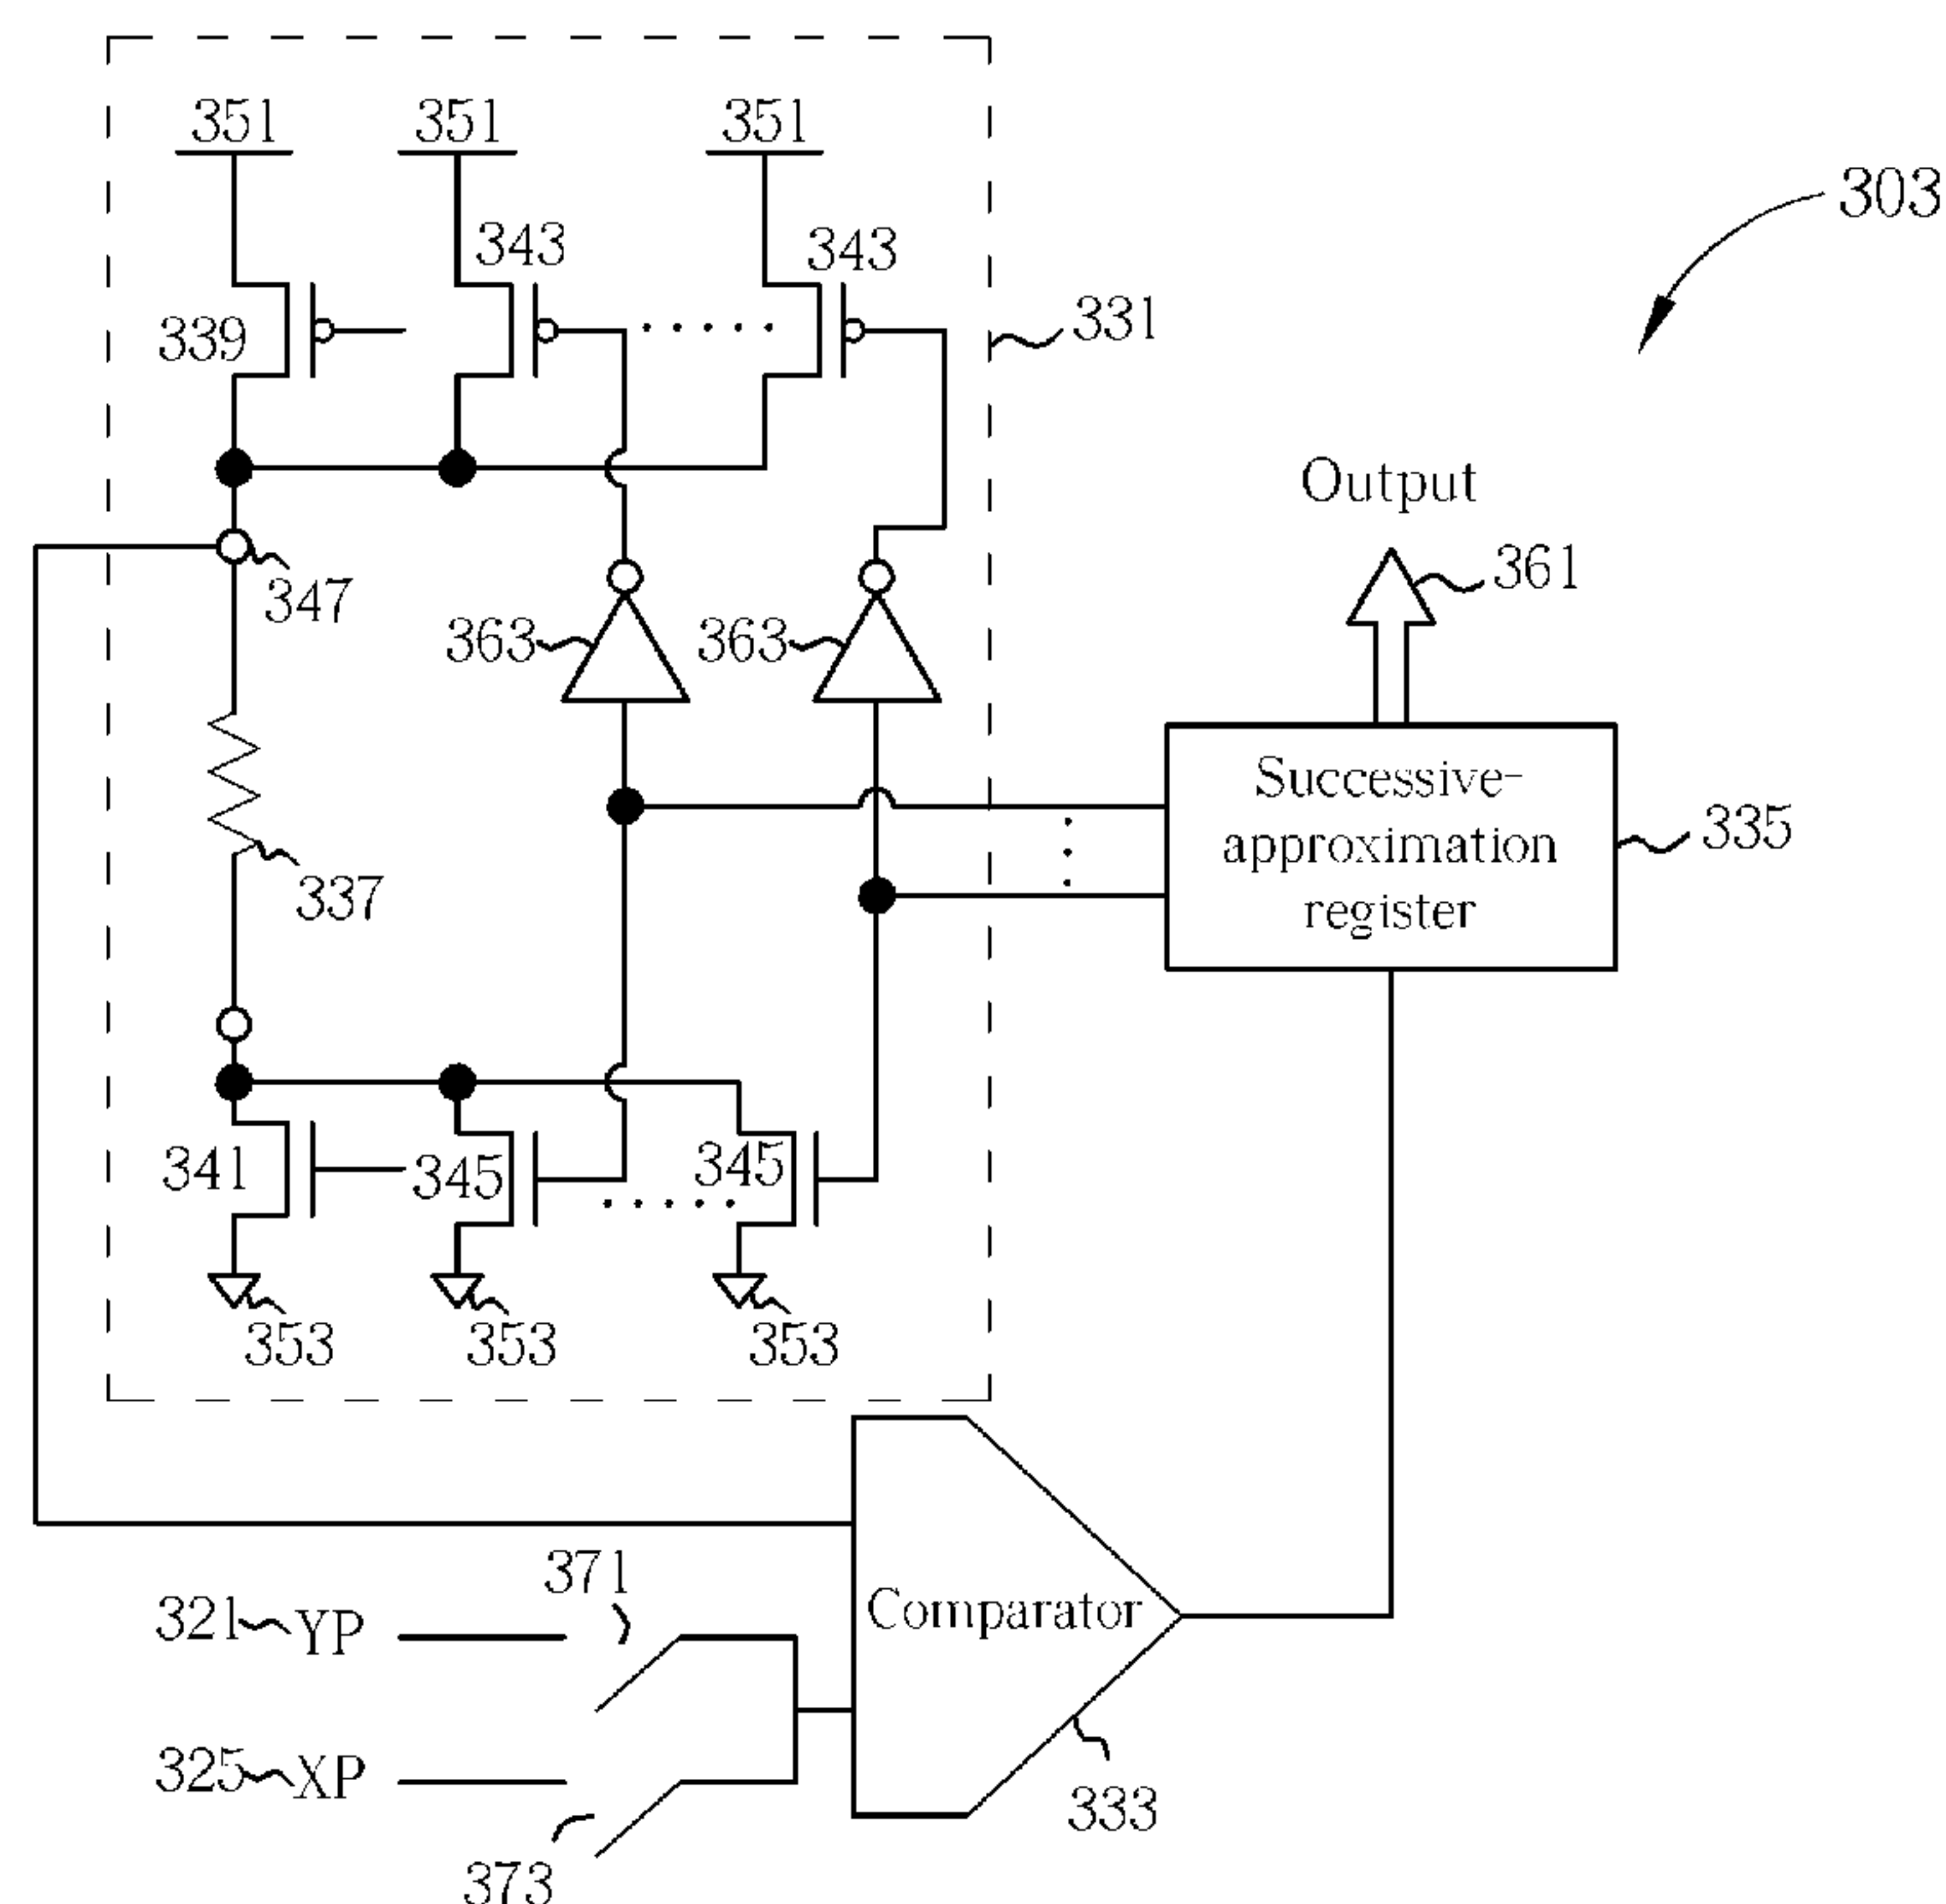 351 351 351
303
343 343
339
331
Output
361
347
363 363
Successive-
approximation
register
335
337
341 345 345
353 353 353
371
321 YP
Comparator
325 XP
333
373